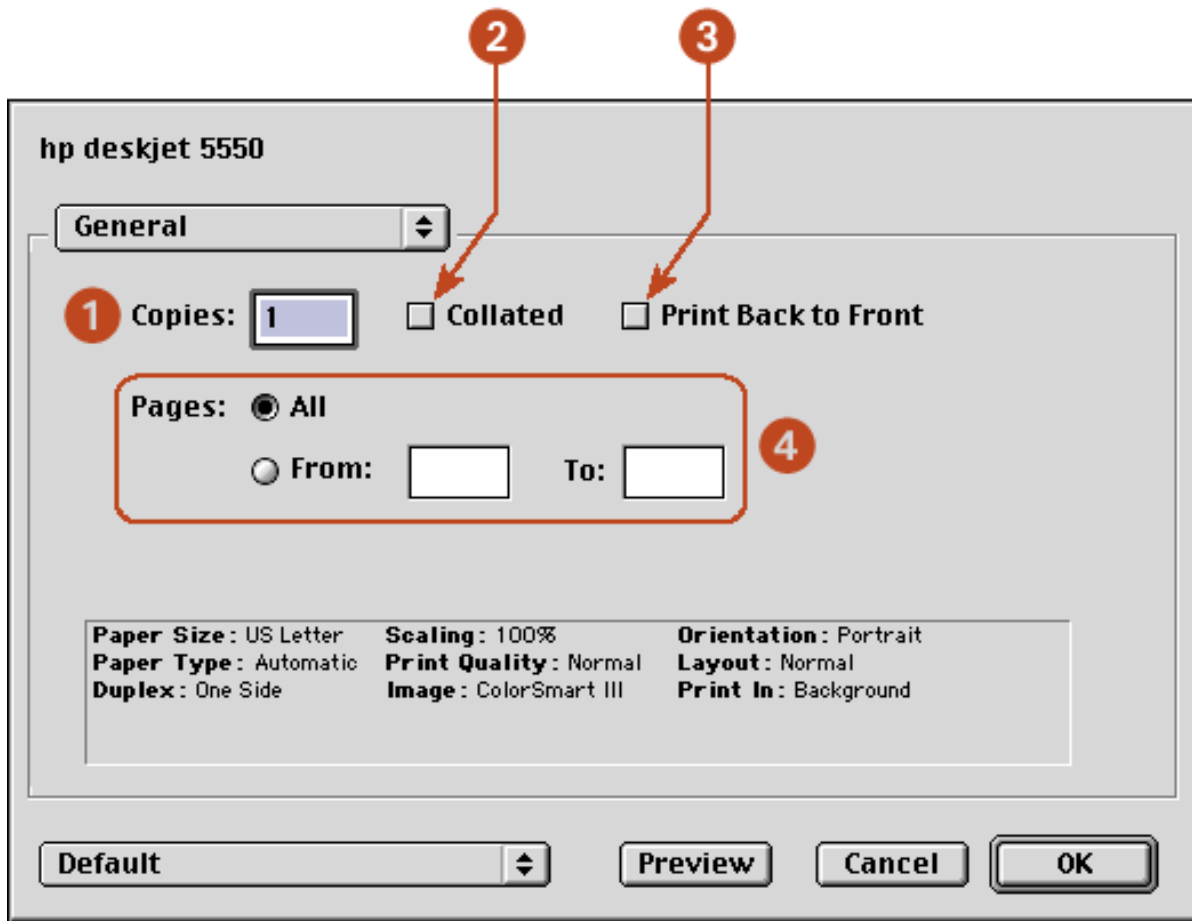 2 3
hp deskjet 5550
General
1 Copies: 1 Collated Print Back to Front
Pages: All
4
From: To:
Paper Size: US Letter Scaling: 100% Orientation: Portrait
Paper Type: Automatic Print Quality: Normal Layout: Normal
Duplex: One Side Image: ColorSmart III Print In: Background
Default Preview Cancel OK